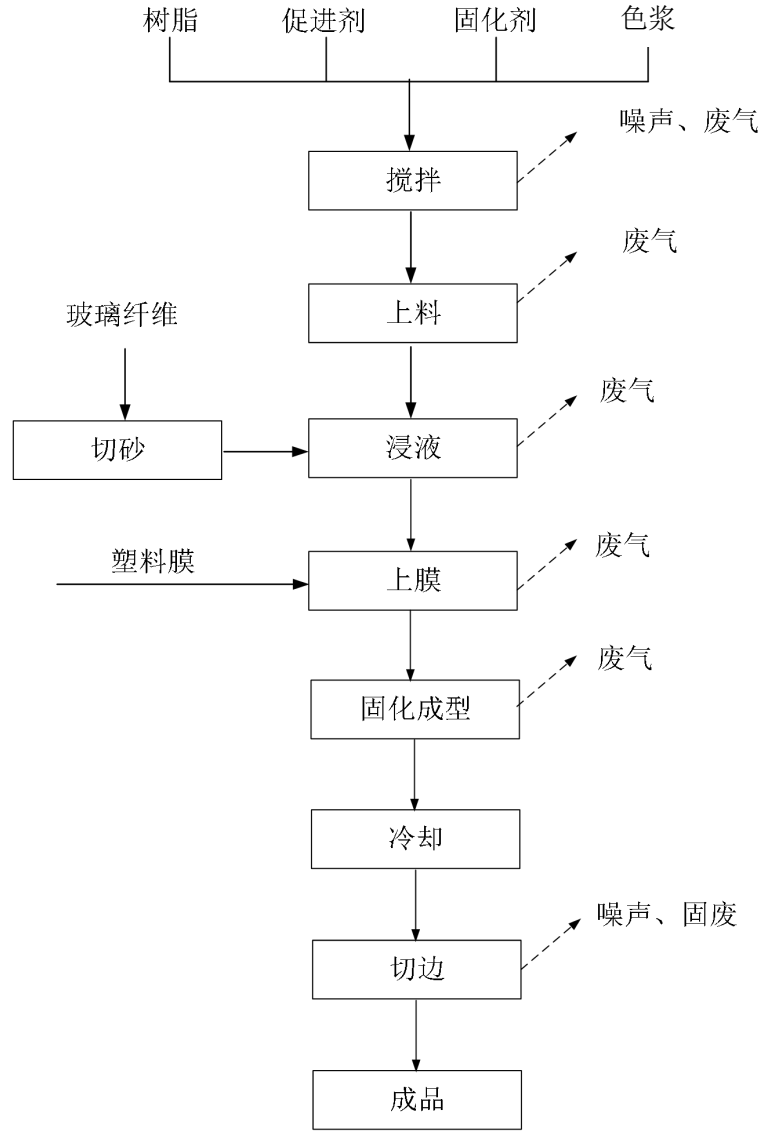 树脂
促进剂
固化剂
色浆
噪声、废气
搅拌
废气
上料
玻璃纤维
废气
切砂
浸液
塑料膜
废气
上膜
废气
固化成型
冷却
噪声、固废
切边
成品